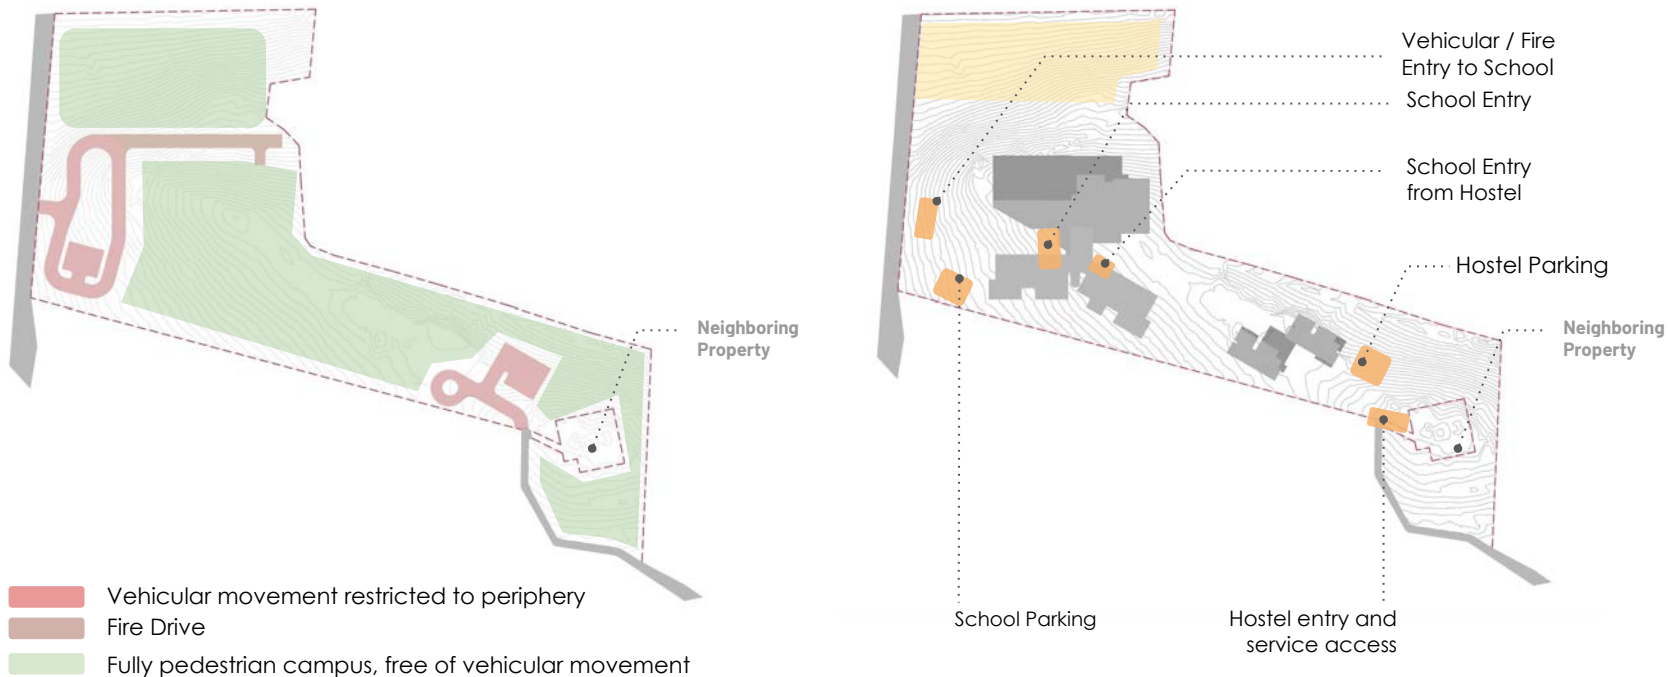 Neighboring
Property
Vehicular movement restricted to periphery
Fire Drive
Fully pedestrian campus, free of vehicular movement
Vehicular / Fire
Entry to School
School Entry
School Entry
from Hostel
Hostel Parking
Neighboring
Property
School Parking
Hostel entry and
service access